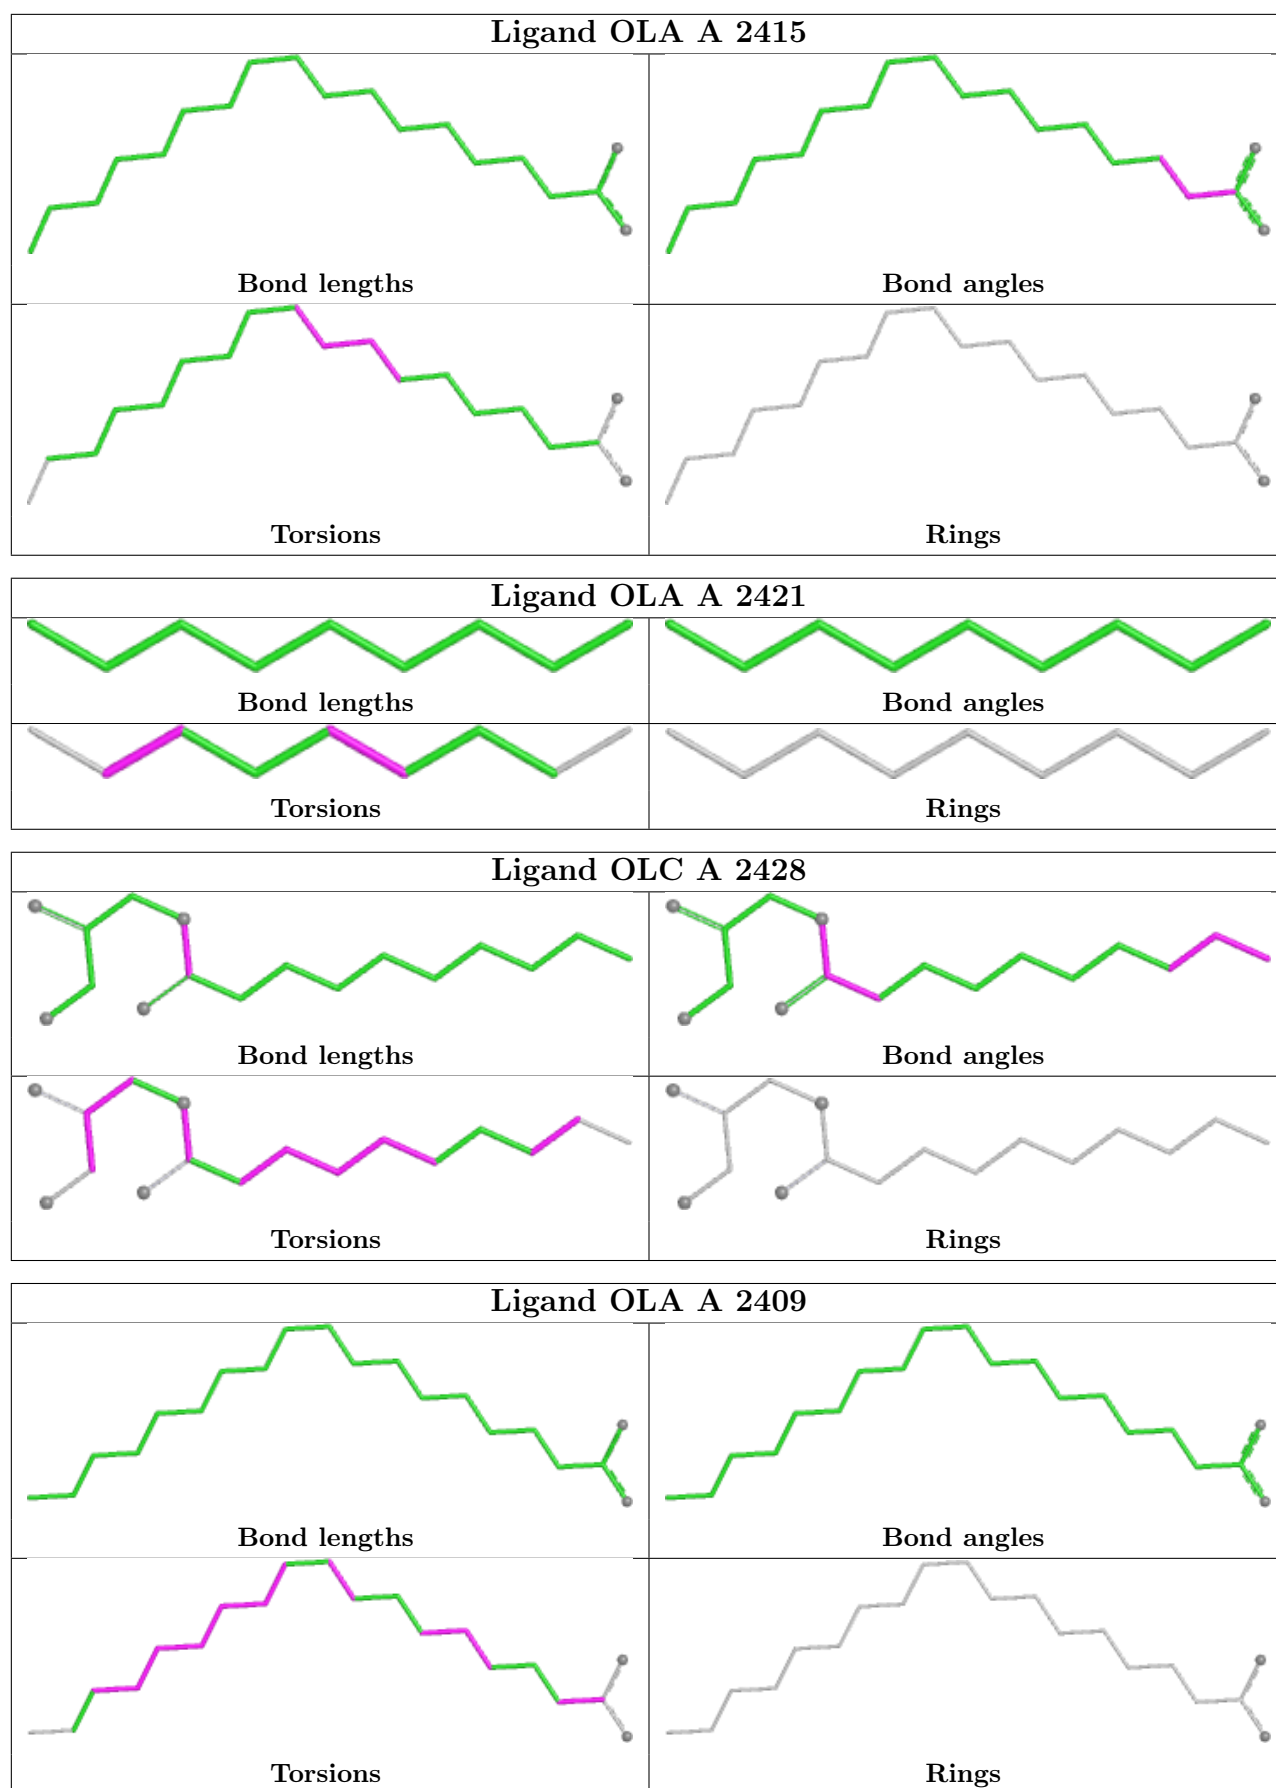 Ligand OLA A 2415
Bond lengths
Bond angles
Torsions
Rings
Ligand OLA A 2421
Bond lengths
Bond angles
Torsions
Rings
Ligand OLC A 2428
Bond lengths
Bond angles
Torsions
Rings
Ligand OLA A 2409
Bond lengths
Bond angles
Torsions
Rings